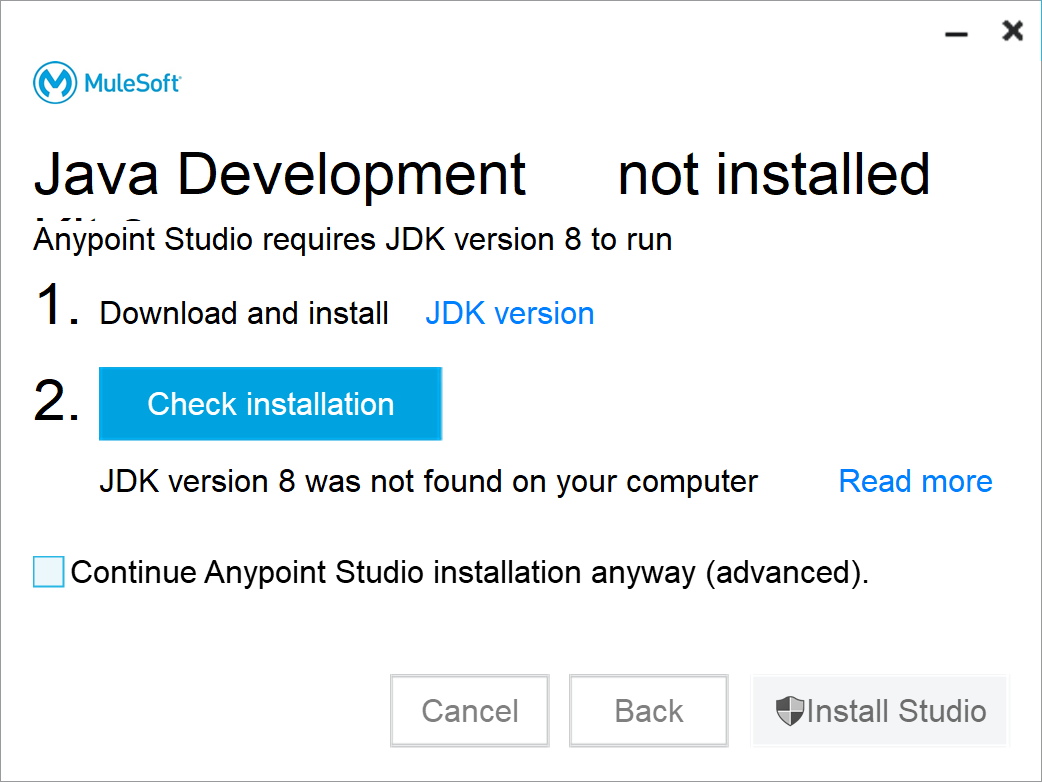 MuleSoft
Java Development not installed
Anypoint Studio requires JDK version 8 to run
1. Download and install JDK version
2. Check installation
JDK version 8 was not found on your computer Read more
Continue Anypoint Studio installation anyway (advanced).
Cancel Back Install Studio